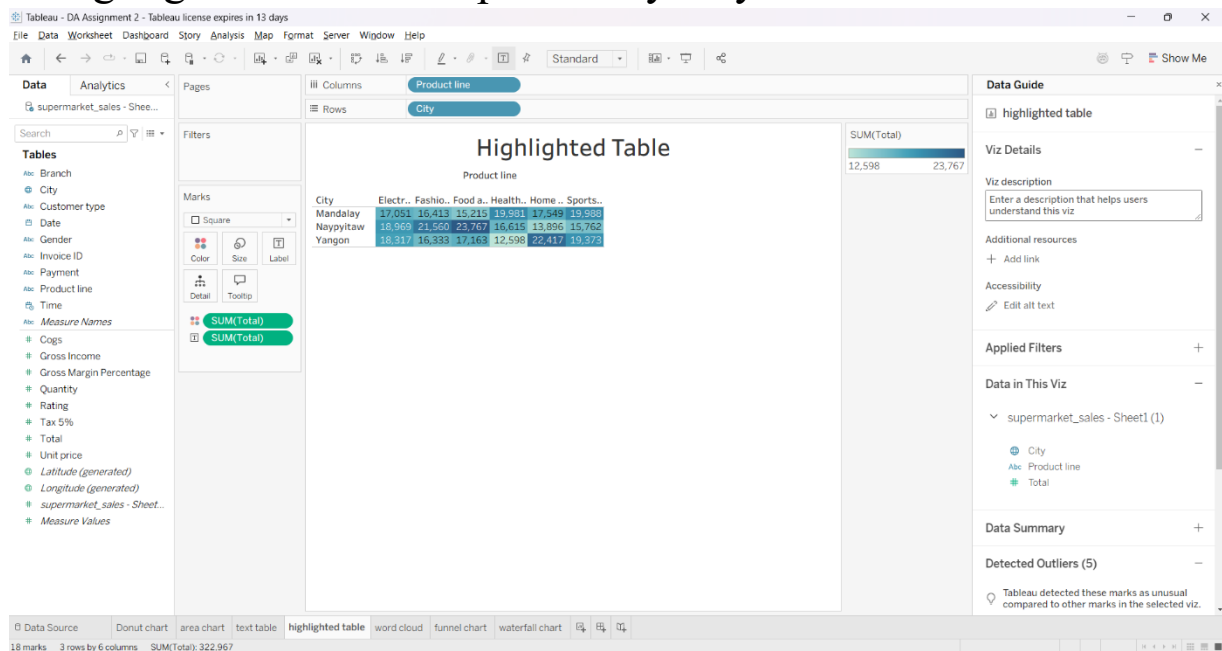 Tableau - DA Assignment 2 - Tableau license expires in 13 days
File Data Worksheet Dashboard Story Analysis Map Format Server Window Help
Standard
Show Me
Data Analytics
supermarket_sales - Shee...
Search
Tables
Abc Branch
City
Abc Customer type
Date
Abc Gender
Abc Invoice ID
Abc Payment
Abc Product line
Time
Abc Measure Names
# Cogs
# Gross Income
# Gross Margin Percentage
# Quantity
# Rating
# Tax 5%
# Total
# Unit price
Latitude (generated)
Longitude (generated)
# supermarket_sales - Sheet...
# Measure Values
Pages
Filters
Marks
Square
Color Size Label
Detail Tooltip
SUM(Total)
SUM(Total)
Columns Product line
Rows City
Highlighted Table
Product line
City Electr.. Fashio.. Food a.. Health.. Home .. Sports..
Mandalay 17,051 16,413 15,215 19,981 17,549 19,988
Naypyitaw 18,969 21,560 23,767 16,615 13,896 15,762
Yangon 18,317 16,333 17,163 12,598 22,417 19,373
SUM(Total)
12,598 23,767
Data Guide
highlighted table
Viz Details
Viz description
Enter a description that helps users
understand this viz
Additional resources
+ Add link
Accessibility
Edit alt text
Applied Filters
Data in This Viz
supermarket_sales - Sheet1 (1)
City
Abc Product line
# Total
Data Summary
Detected Outliers (5)
Tableau detected these marks as unusual
compared to other marks in the selected viz.
Data Source Donut chart area chart text table highlighted table word cloud funnel chart waterfall chart
18 marks 3 rows by 6 columns SUM(Total): 322,967